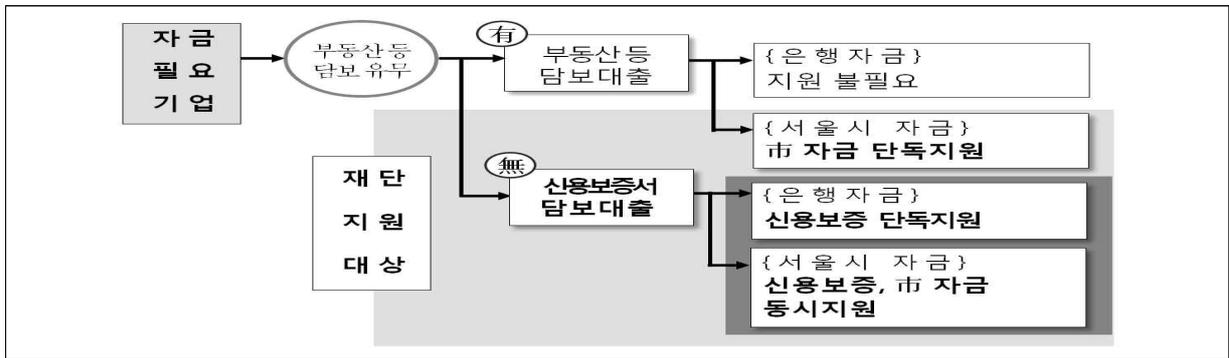 자금
필요
기업
부동산등
담보유무
有
부동산등
담보대출
{은행자금}
지원 불필요
{서울시 자금}
市 자금 단독지원
재단
지원
대상
無
신용보증서
담보대출
{은행자금}
신용보증 단독지원
{서울시 자금}
신용보증, 市 자금
동시지원